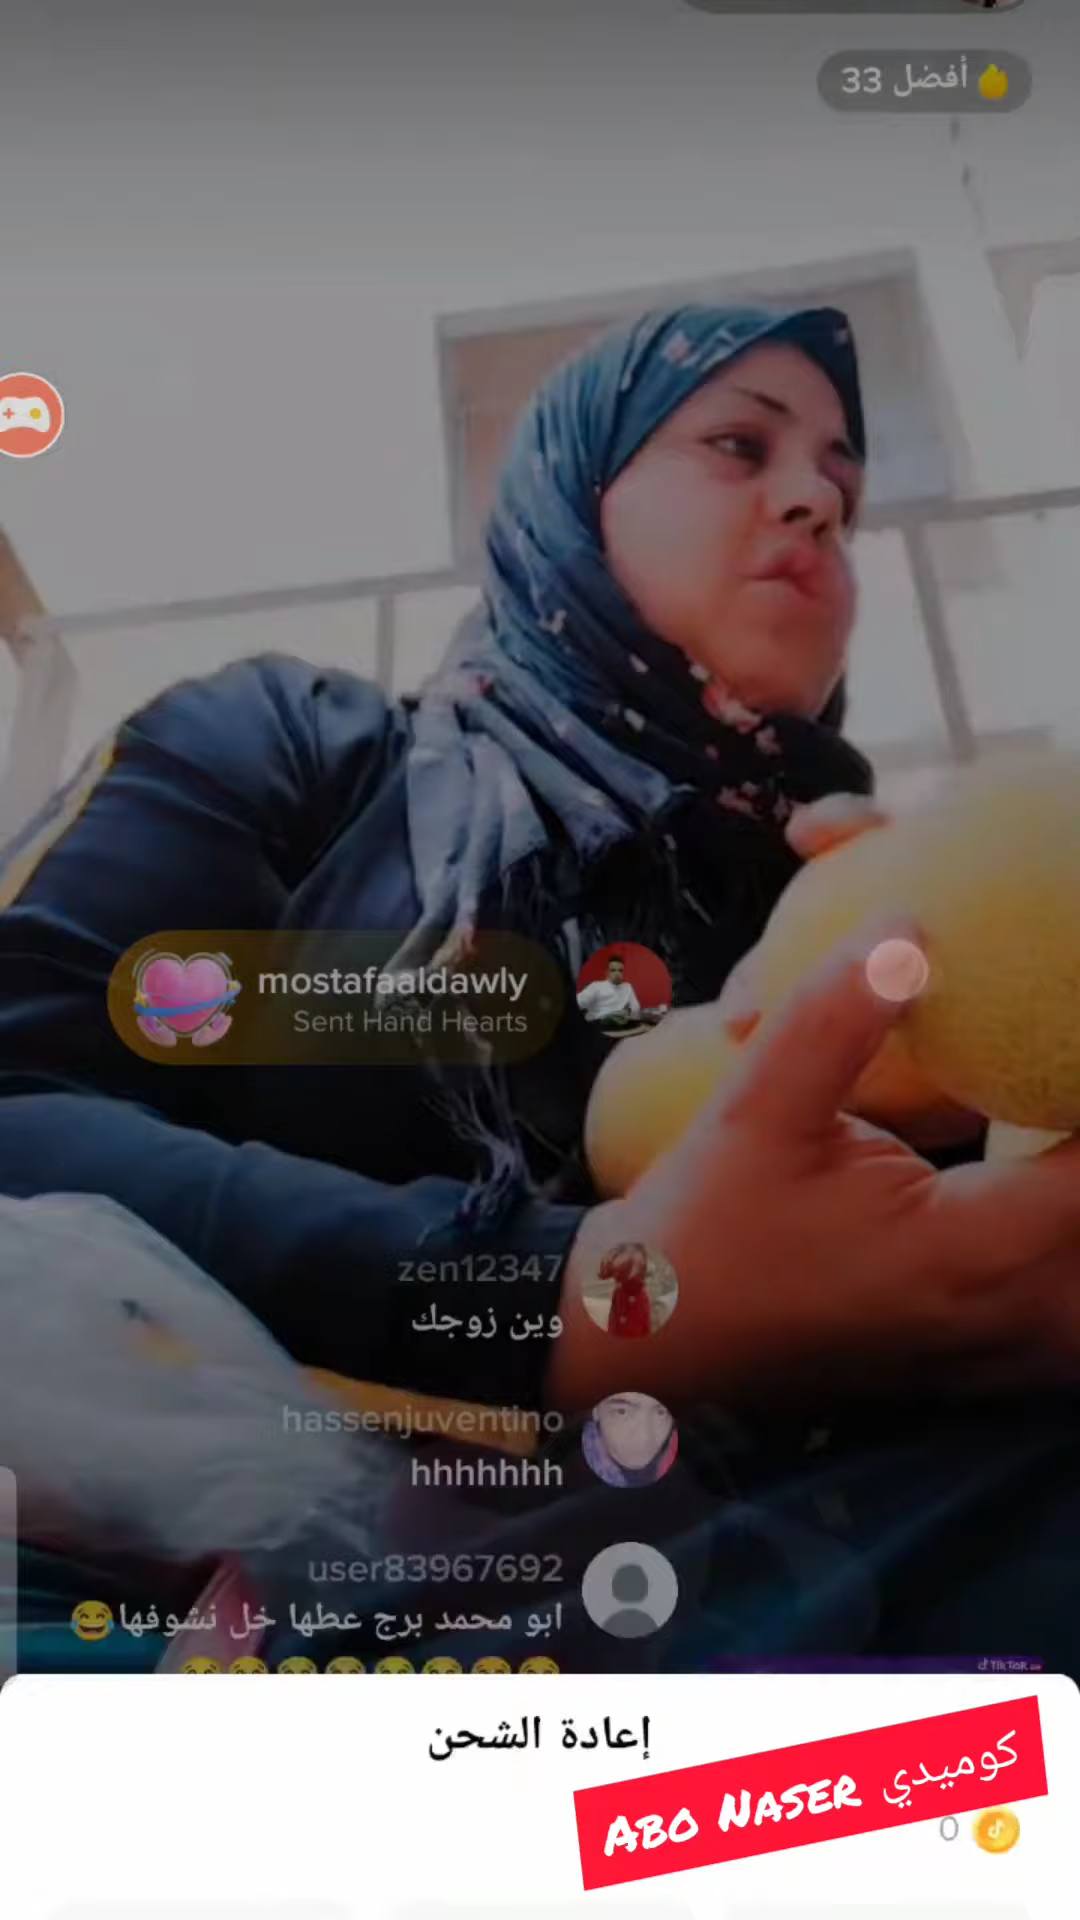 أفضل 33
mostafaaldawly
Sent Hand Hearts
zen12347
وين زوجك
hassenjuventino
hhhhhhh
user83967692
ابو محمد برج عطها خل نشوفها😂
😂😂😂😂😂😂😂😂
TikTok
إعادة الشحن
كوميدي Abo Naser
0